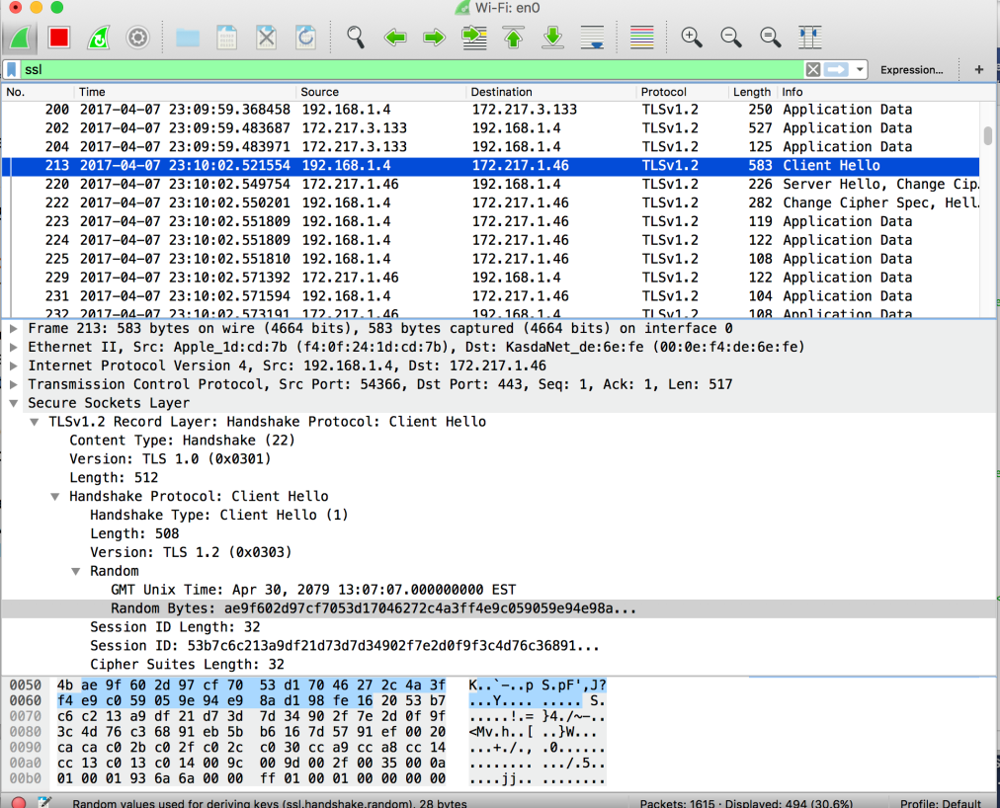 Wi-Fi: en0
ssl Expression... +
No. Time Source Destination Protocol Length Info
200 2017-04-07 23:09:59.368458 192.168.1.4 172.217.3.133 TLSv1.2 250 Application Data
202 2017-04-07 23:09:59.483687 172.217.3.133 192.168.1.4 TLSv1.2 527 Application Data
204 2017-04-07 23:09:59.483971 172.217.3.133 192.168.1.4 TLSv1.2 125 Application Data
213 2017-04-07 23:10:02.521554 192.168.1.4 172.217.1.46 TLSv1.2 583 Client Hello
220 2017-04-07 23:10:02.549754 172.217.1.46 192.168.1.4 TLSv1.2 226 Server Hello, Change Cip.
222 2017-04-07 23:10:02.550201 192.168.1.4 172.217.1.46 TLSv1.2 282 Change Cipher Spec, Hell.
223 2017-04-07 23:10:02.551809 192.168.1.4 172.217.1.46 TLSv1.2 119 Application Data
224 2017-04-07 23:10:02.551809 192.168.1.4 172.217.1.46 TLSv1.2 122 Application Data
225 2017-04-07 23:10:02.551810 192.168.1.4 172.217.1.46 TLSv1.2 108 Application Data
229 2017-04-07 23:10:02.571392 172.217.1.46 192.168.1.4 TLSv1.2 122 Application Data
231 2017-04-07 23:10:02.571594 192.168.1.4 172.217.1.46 TLSv1.2 104 Application Data
232 2017-04-07 23:10:02.573191 172.217.1.46 192.168.1.4 TLSv1.2 108 Application Data
Frame 213: 583 bytes on wire (4664 bits), 583 bytes captured (4664 bits) on interface 0
Ethernet II, Src: Apple_1d:cd:7b (f4:0f:24:1d:cd:7b), Dst: KasdaNet_de:6e:fe (00:0e:f4:de:6e:fe)
Internet Protocol Version 4, Src: 192.168.1.4, Dst: 172.217.1.46
Transmission Control Protocol, Src Port: 54366, Dst Port: 443, Seq: 1, Ack: 1, Len: 517
Secure Sockets Layer
TLSv1.2 Record Layer: Handshake Protocol: Client Hello
Content Type: Handshake (22)
Version: TLS 1.0 (0x0301)
Length: 512
Handshake Protocol: Client Hello
Handshake Type: Client Hello (1)
Length: 508
Version: TLS 1.2 (0x0303)
Random
GMT Unix Time: Apr 30, 2079 13:07:07.000000000 EST
Random Bytes: ae9f602d97cf7053d17046272c4a3ff4e9c059059e94e98a...
Session ID Length: 32
Session ID: 53b7c6c213a9df21d73d7d34902f7e2d0f9f3c4d76c36891...
Cipher Suites Length: 32
0050 4b ae 9f 60 2d 97 cf 70 53 d1 70 46 27 2c 4a 3f K..`-..p S.pF',J?
0060 f4 e9 c0 59 05 9e 94 e9 8a d1 98 fe 16 20 53 b7 ...Y.... ..... S.
0070 c6 c2 13 a9 df 21 d7 3d 7d 34 90 2f 7e 2d 0f 9f .....!.= }4./~-..
0080 3c 4d 76 c3 68 91 eb 5b b6 16 7d 57 91 ef 00 20 <Mv.h..[ ..}W...
0090 ca ca c0 2b c0 2f c0 2c c0 30 cc a9 cc a8 cc 14 ...+./., .0......
00a0 cc 13 c0 13 c0 14 00 9c 00 9d 00 2f 00 35 00 0a ........ .../.5..
00b0 01 00 01 93 6a 6a 00 00 ff 01 00 01 00 00 00 00 ....jj.. ........
Random values used for deriving keys (ssl.handshake.random), 28 bytes Packets: 1615 · Displayed: 494 (30.6%) Profile: Default